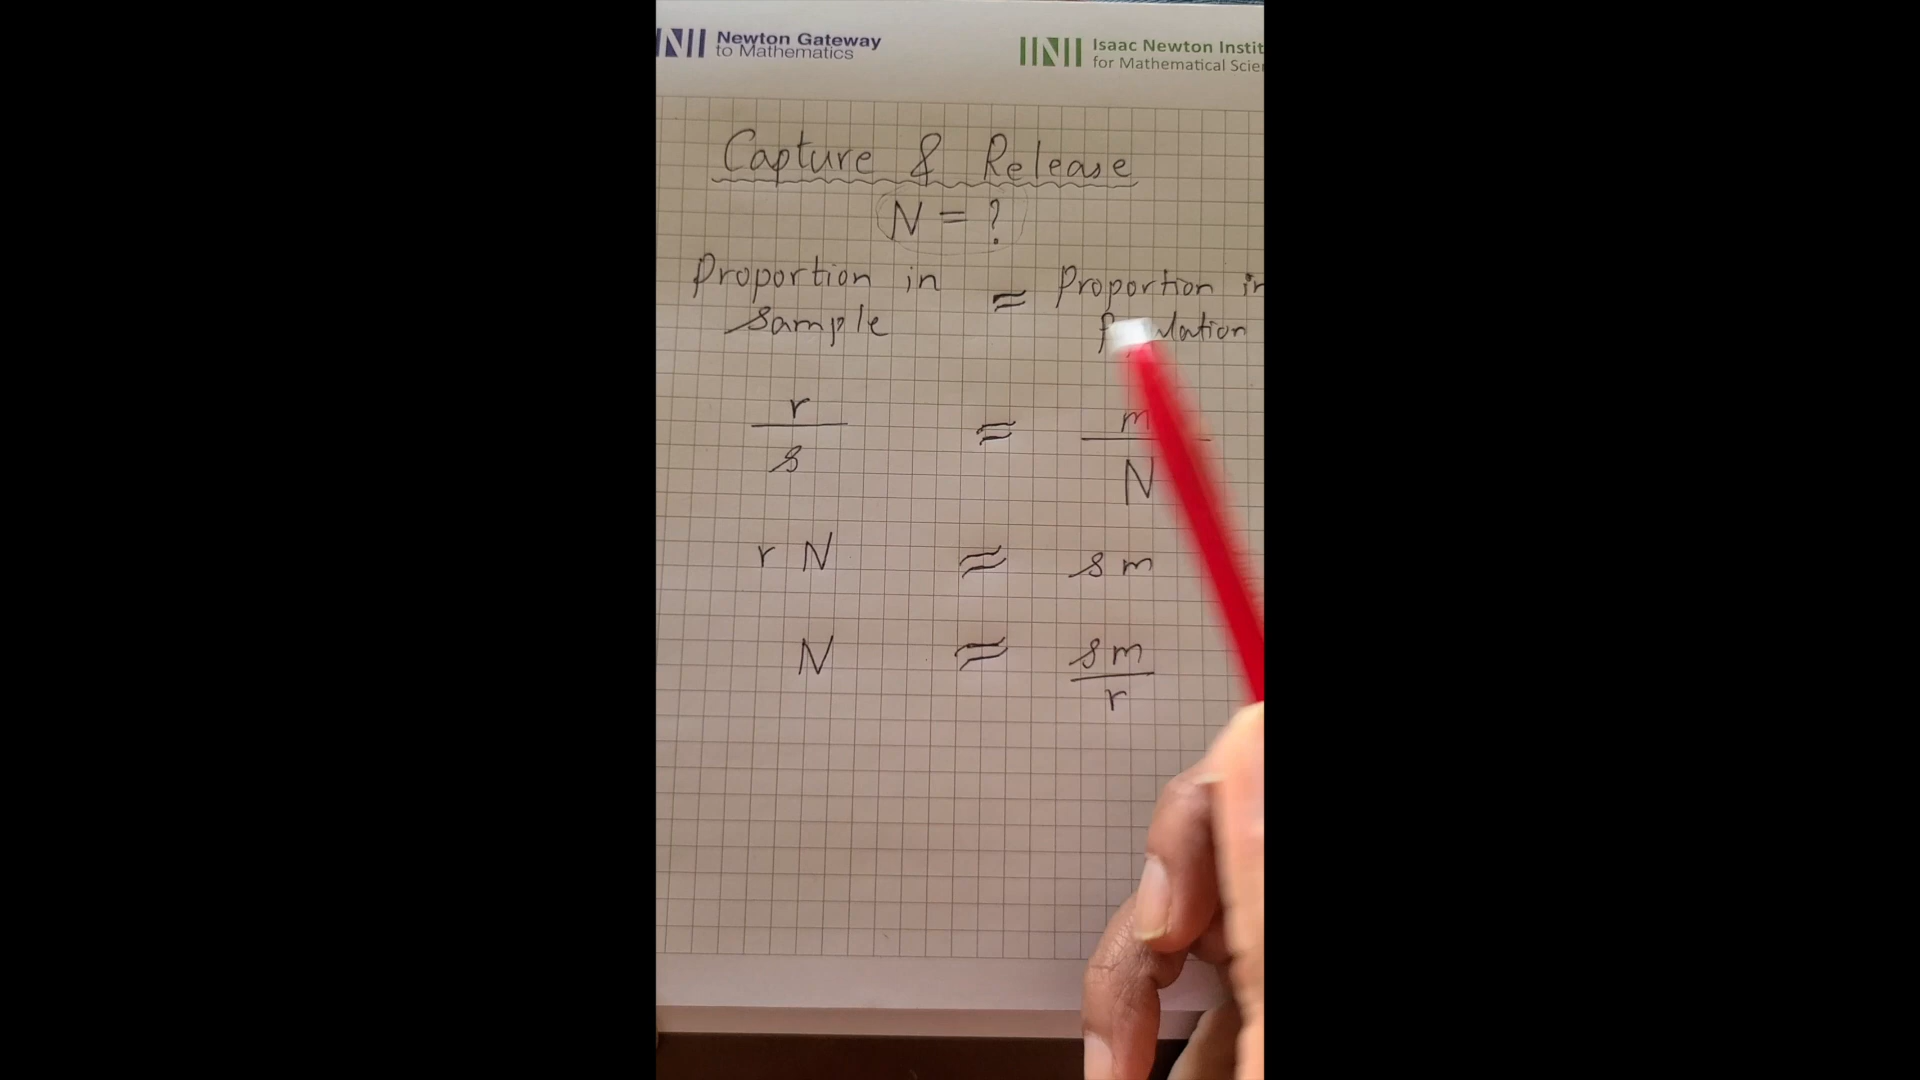 Newton Gateway
to Mathematics
Isaac Newton Instit
for Mathematical Scie
Capture & Release
N = ?
Proportion in
sample
≈
Proportion in
r
s
≈
m
N
r N ≈ s m
N ≈ s m
r